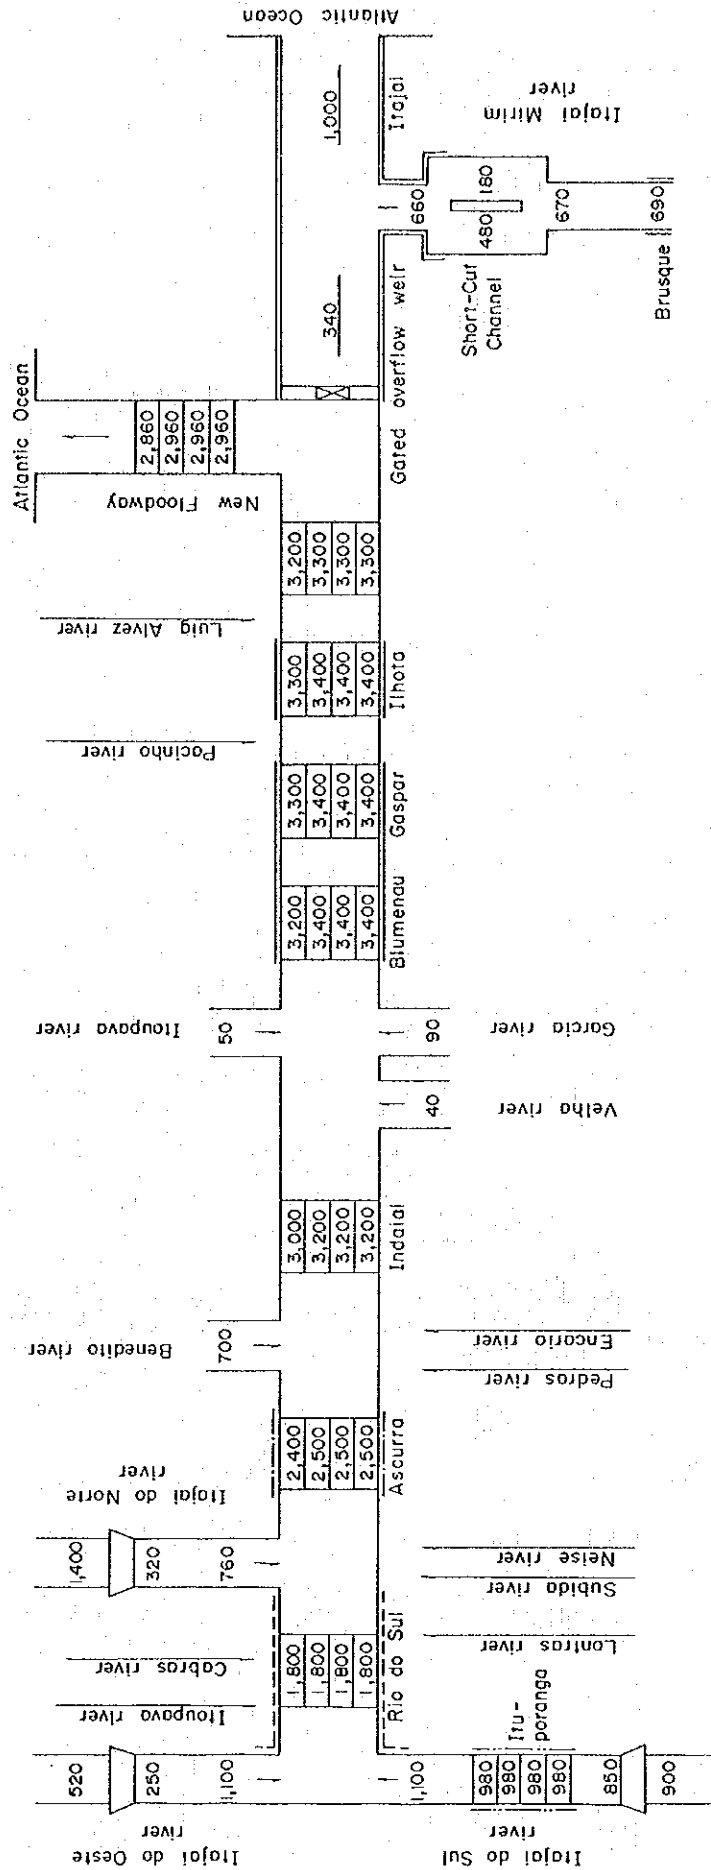 Atlantic Ocean
Atlantic Ocean
2,860
2,960
2,960
2,960
New Floodway
1,000
340
Itajai
Gated overflow weir
660
180
480
670
690
Short-Cut
Channel
Brusque
Itajai Mirim
river
3,200
3,300
3,300
3,300
Luig Alvez river
3,300
3,400
3,400
3,400
Ilhota
Pocinho river
3,300
3,400
3,400
3,400
Gaspar
3,200
3,400
3,400
3,400
Blumenau
Itoupava river
50
90
Garcia river
40
Velha river
3,000
3,200
3,200
3,200
Indaial
Benedito river
700
Encorio river
Pedras river
2,400
2,500
2,500
2,500
Ascurra
Itajai do Norte
river
1,400
320
760
Neise river
Subida river
Lontras river
Cabras river
Itoupava river
1,800
1,800
1,800
1,800
Rio do Sul
520
250
1,100
Itajai do Oeste
river
1,100
980
980
980
980
Itu-
poranga
850
900
Itajai do Sul
river